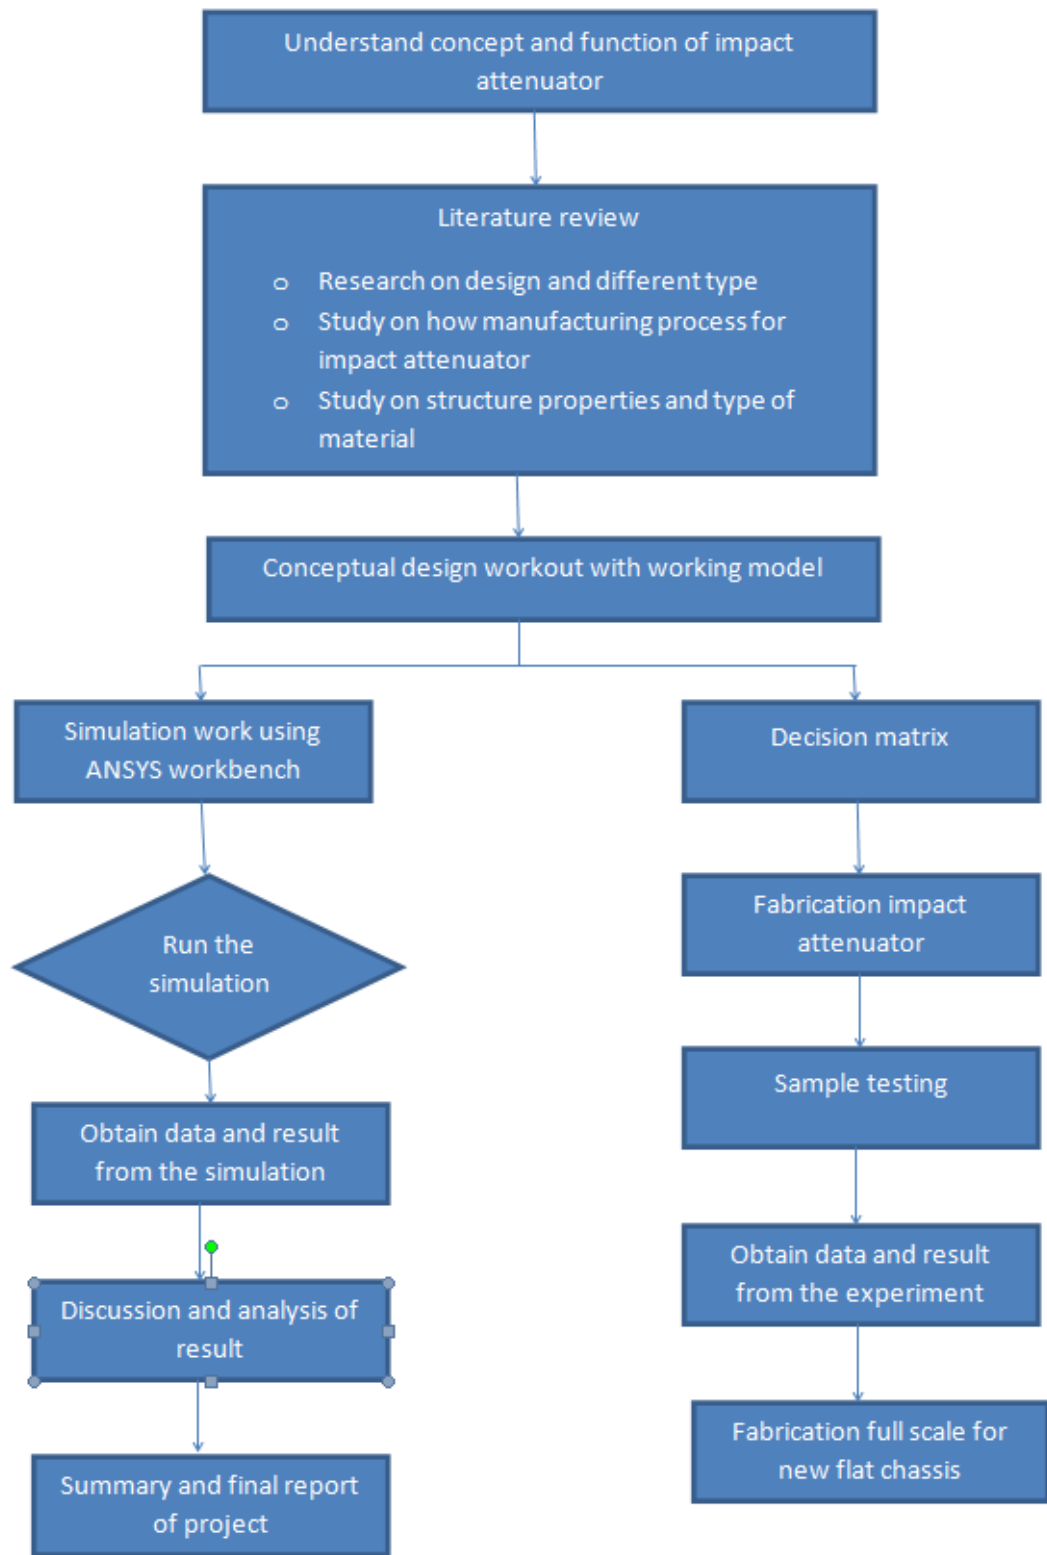 Understand concept and function of impact
attenuator
Literature review
o Research on design and different type
o Study on how manufacturing process for
impact attenuator
o Study on structure properties and type of
material
Conceptual design workout with working model
Simulation work using
ANSYS workbench
Run the
simulation
Obtain data and result
from the simulation
Discussion and analysis of
result
Summary and final report
of project
Decision matrix
Fabrication impact
attenuator
Sample testing
Obtain data and result
from the experiment
Fabrication full scale for
new flat chassis